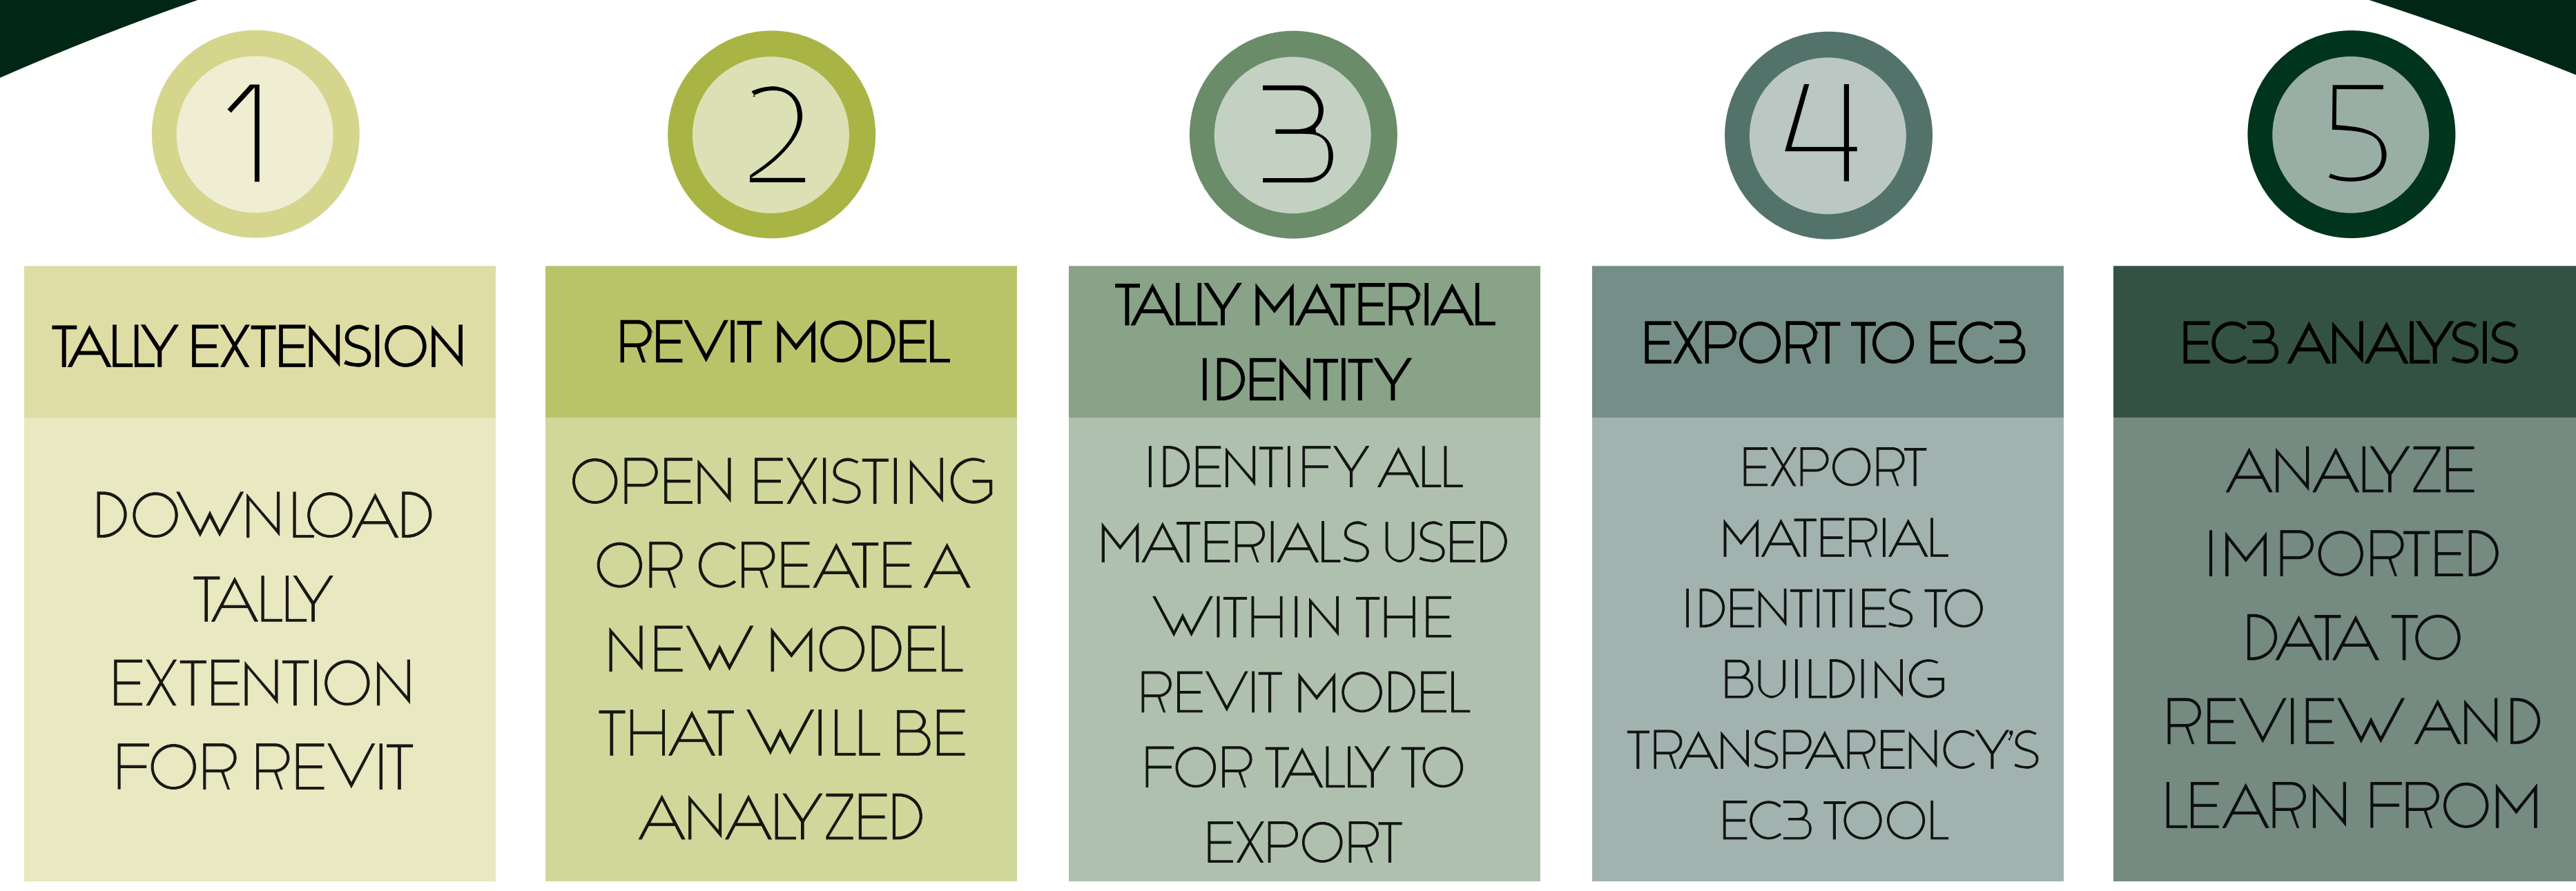 1
TALLY EXTENSION
DOWNLOAD
TALLY
EXTENTION
FOR REVIT
2
REVIT MODEL
OPEN EXISTING
OR CREATE A
NEW MODEL
THAT WILL BE
ANALYZED
3
TALLY MATERIAL
IDENTITY
IDENTIFY ALL
MATERIALS USED
WITHIN THE
REVIT MODEL
FOR TALLY TO
EXPORT
4
EXPORT TO EC3
EXPORT
MATERIAL
IDENTITIES TO
BUILDING
TRANSPARENCY'S
EC3 TOOL
5
EC3 ANALYSIS
ANALYZE
IMPORTED
DATA TO
REVIEW AND
LEARN FROM